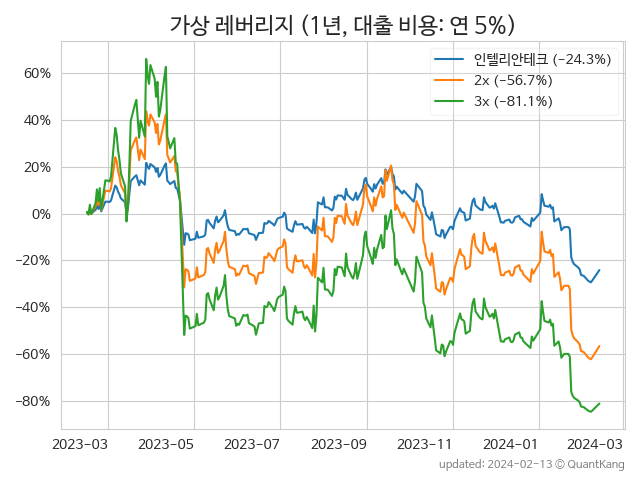 가상 레버리지 (1년, 대출 비용: 연 5%)
인텔리안테크 (−24.3%)
2x (−56.7%)
3x (−81.1%)
60%
40%
20%
0%
−20%
−40%
−60%
−80%
2023-03 2023-05 2023-07 2023-09 2023-11 2024-01 2024-03
updated: 2024-02-13 © QuantKang